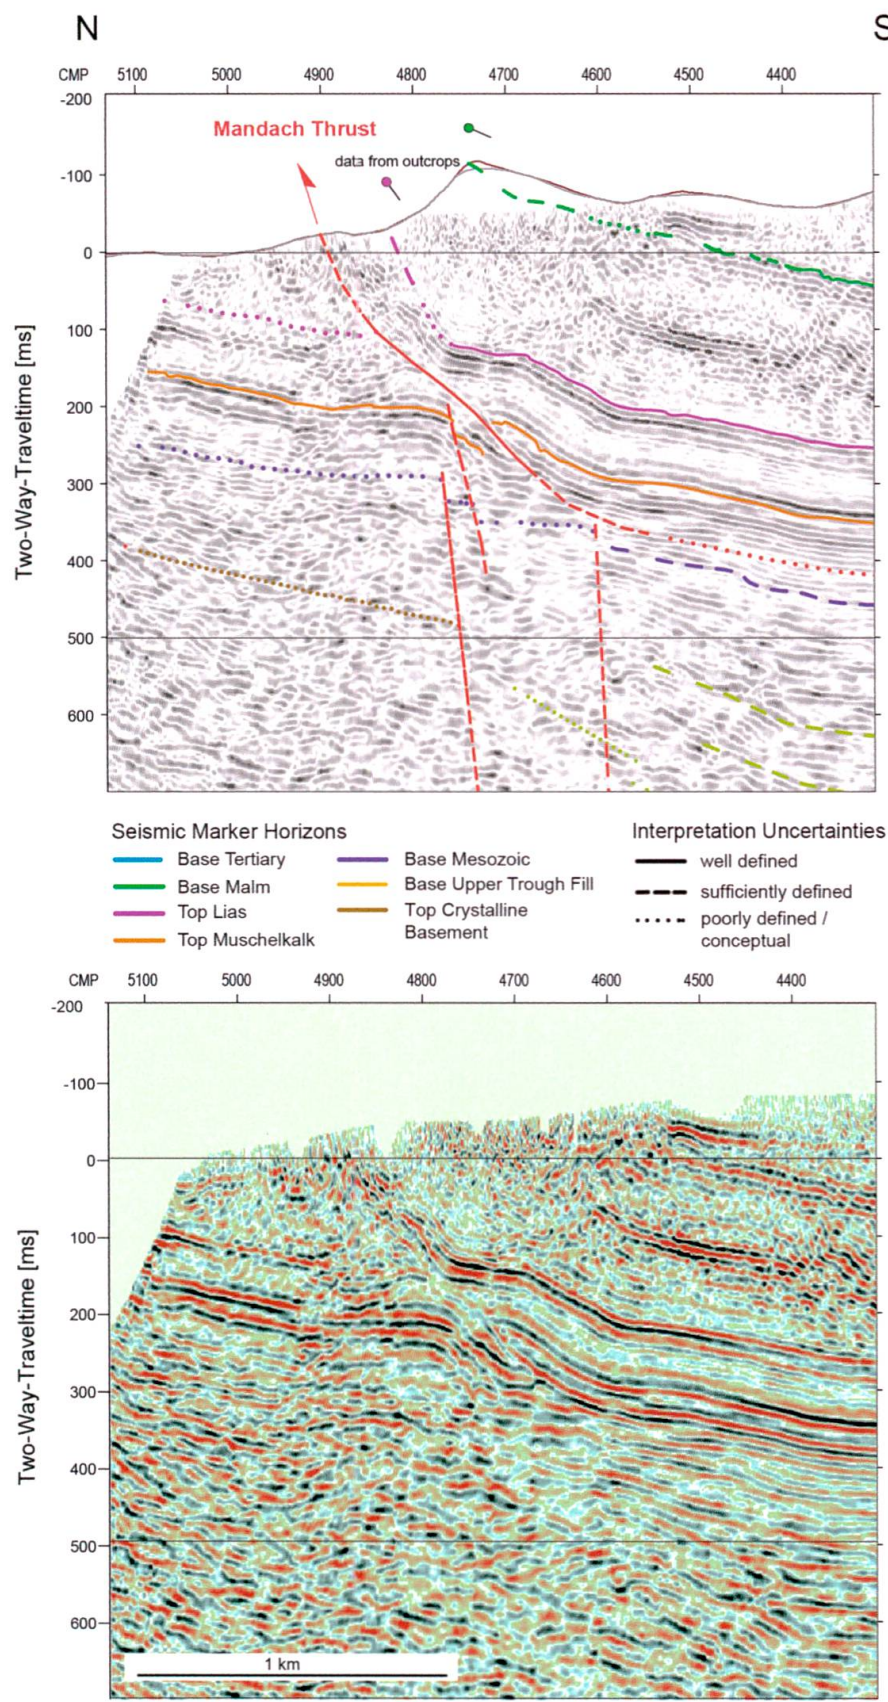 N S
CMP 5100 5000 4900 4800 4700 4600 4500 4400
-200
Mandach Thrust
data from outcrops
-100
0
100
200
300
400
500
600
Two-Way-Traveltime [ms]
Seismic Marker Horizons
Base Tertiary
Base Malm
Top Lias
Top Muschelkalk
Base Mesozoic
Base Upper Trough Fill
Top Crystalline
Basement
Interpretation Uncertainties
well defined
sufficiently defined
poorly defined /
conceptual
CMP 5100 5000 4900 4800 4700 4600 4500 4400
-200
-100
0
100
200
300
400
500
600
Two-Way-Traveltime [ms]
1 km